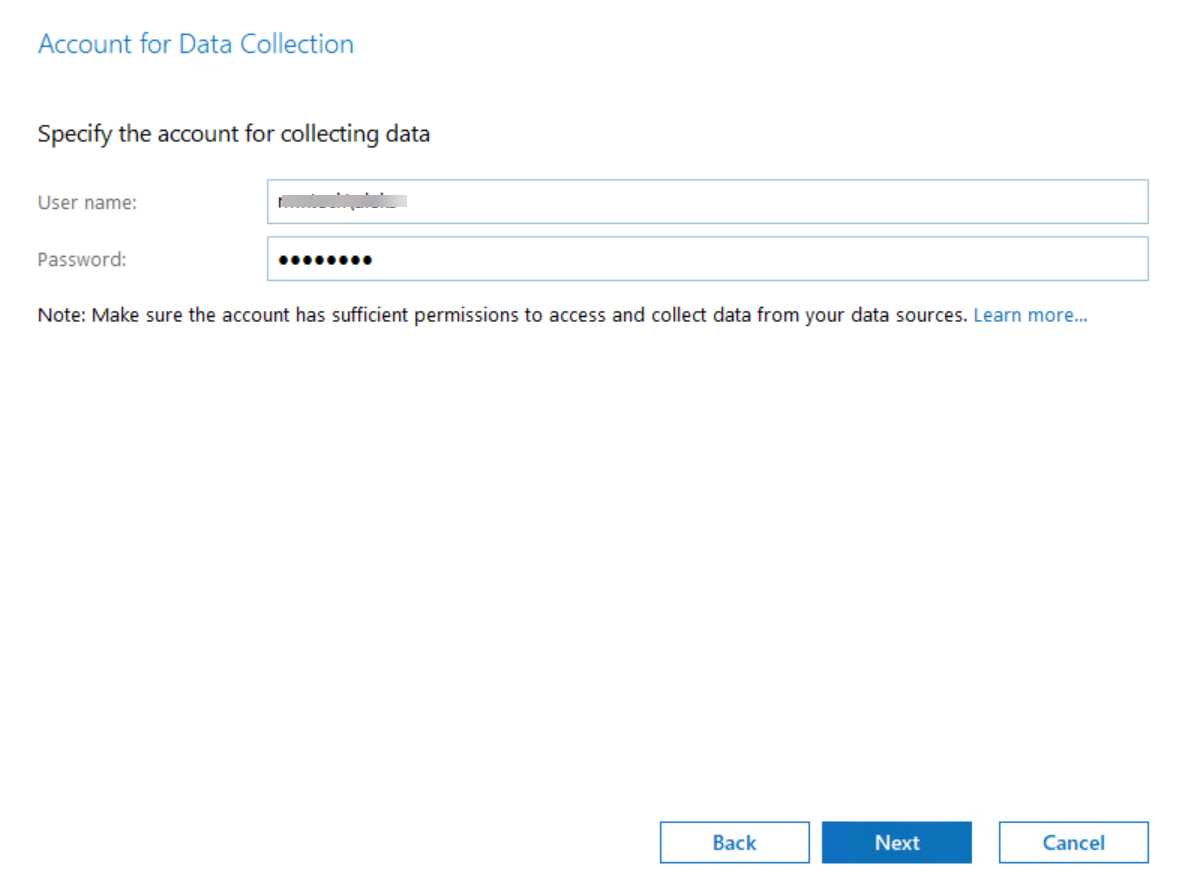 Account for Data Collection
Specify the account for collecting data
User name:
Password: ●●●●●●●●
Note: Make sure the account has sufficient permissions to access and collect data from your data sources. Learn more...
Back Next Cancel